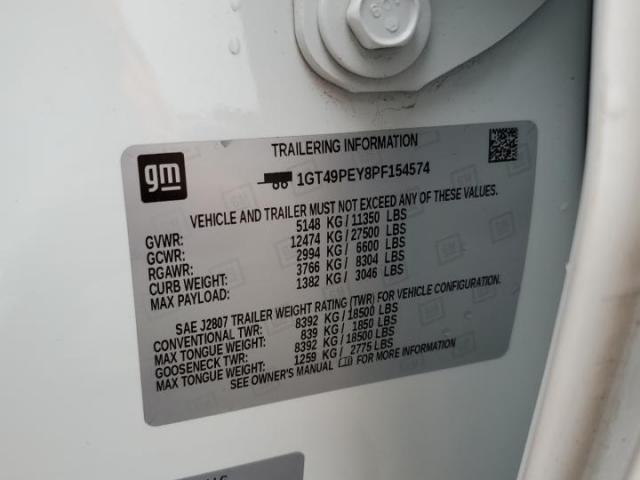 TRAILERING INFORMATION
gm
1GT49PEY8PF154574
VEHICLE AND TRAILER MUST NOT EXCEED ANY OF THESE VALUES.
GVWR: 5148 KG/11350 LBS
GCWR: 12474 KG/27500 LBS
RGAWR: 2994 KG/ 6600 LBS
CURB WEIGHT: 3766 KG/ 8304 LBS
MAX PAYLOAD: 1382 KG/ 3046 LBS
SAE J2807 TRAILER WEIGHT RATING (TWR) FOR VEHICLE CONFIGURATION.
CONVENTIONAL TWR: 8392 KG/18500 LBS
MAX TONGUE WEIGHT: 839 KG/ 1850 LBS
GOOSENECK TWR: 8392 KG/18500 LBS
MAX TONGUE WEIGHT: 1259 KG/ 2775 LBS
SEE OWNER'S MANUAL FOR MORE INFORMATION